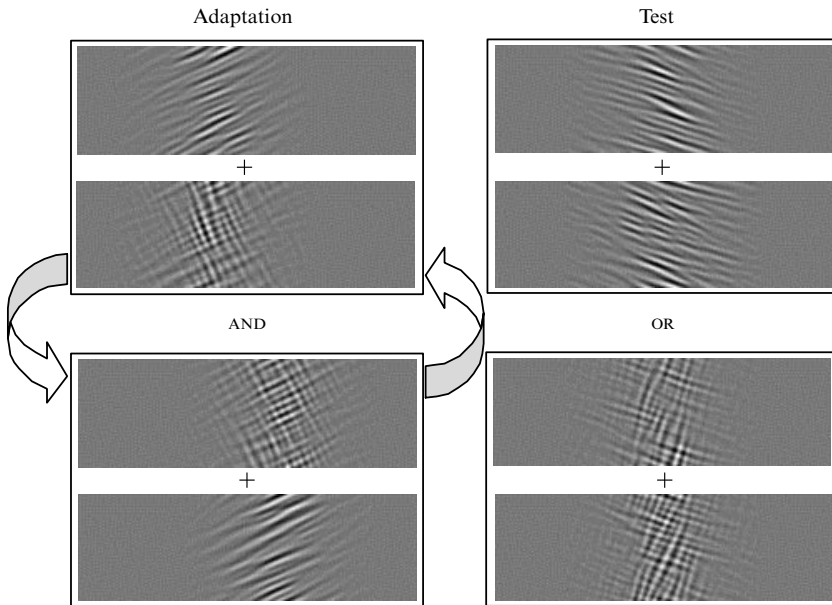 Adaptation Test
+ +
AND OR
+ +